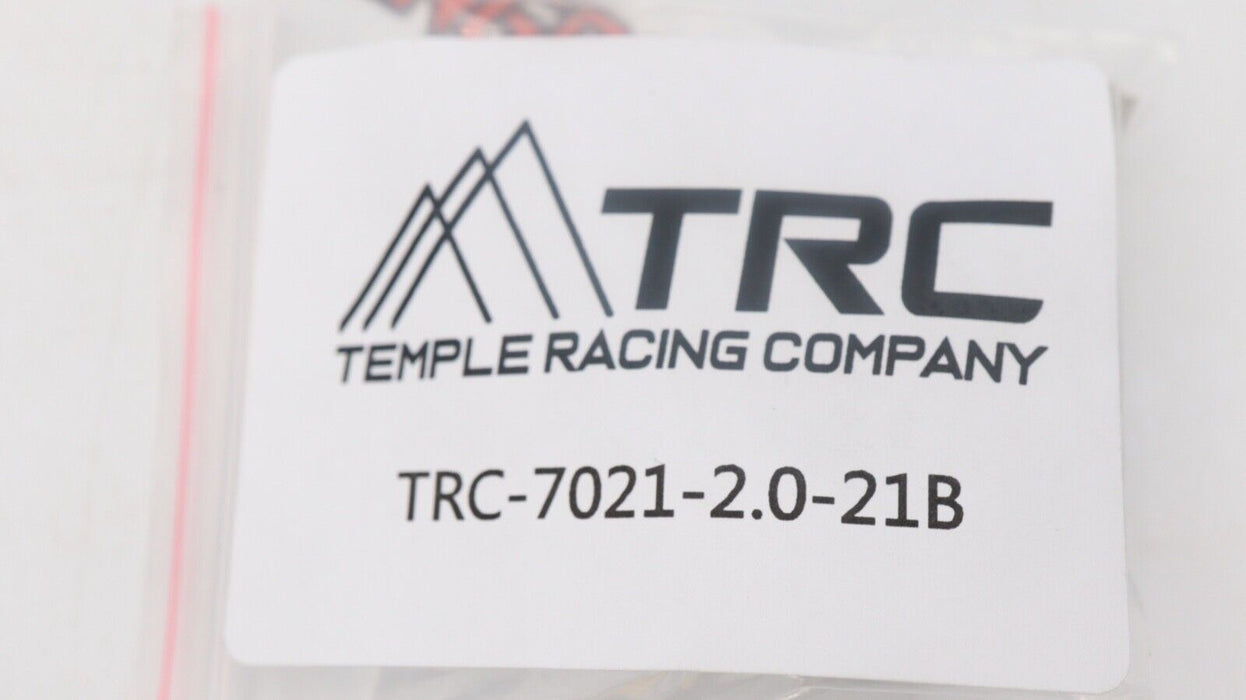 TRC
TEMPLE RACING COMPANY
TRC-7021-2.0-21B